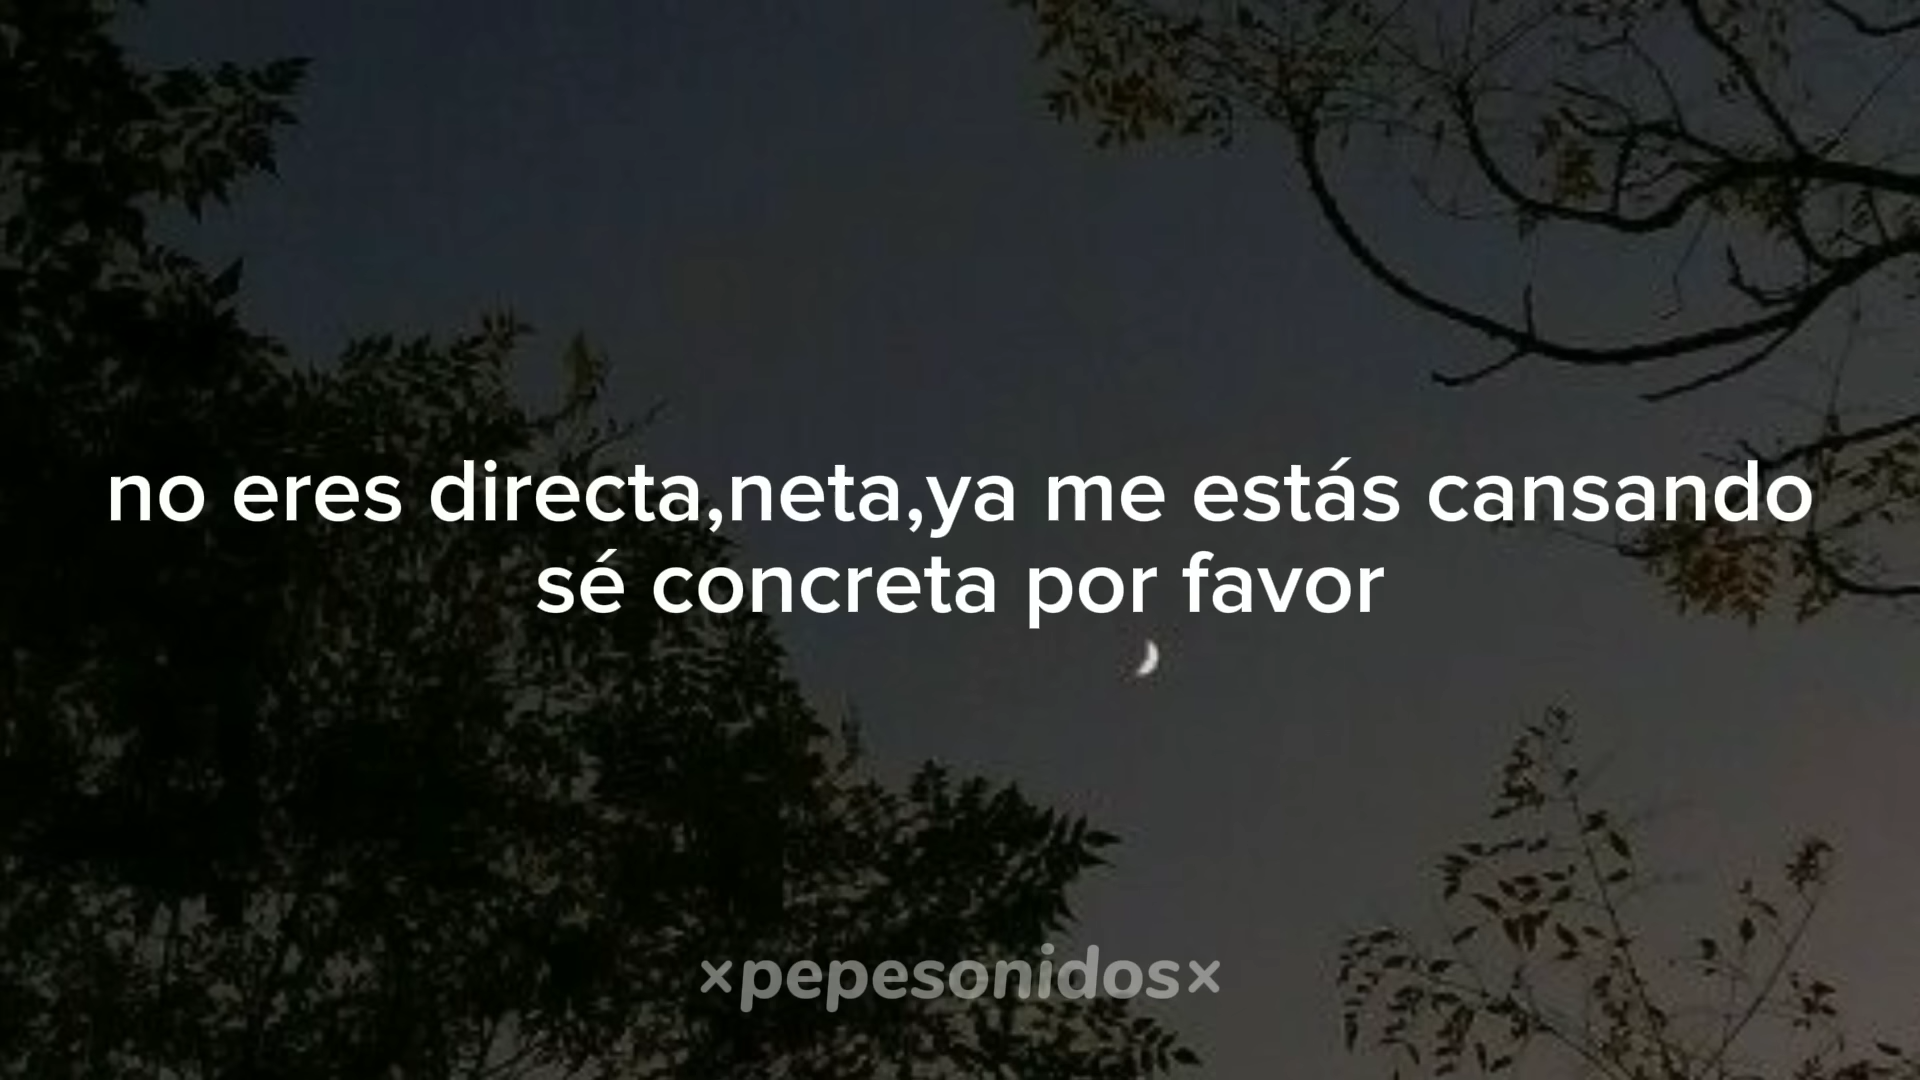 no eres directa,neta,ya me estás cansando
sé concreta por favor
×pepesonidos×